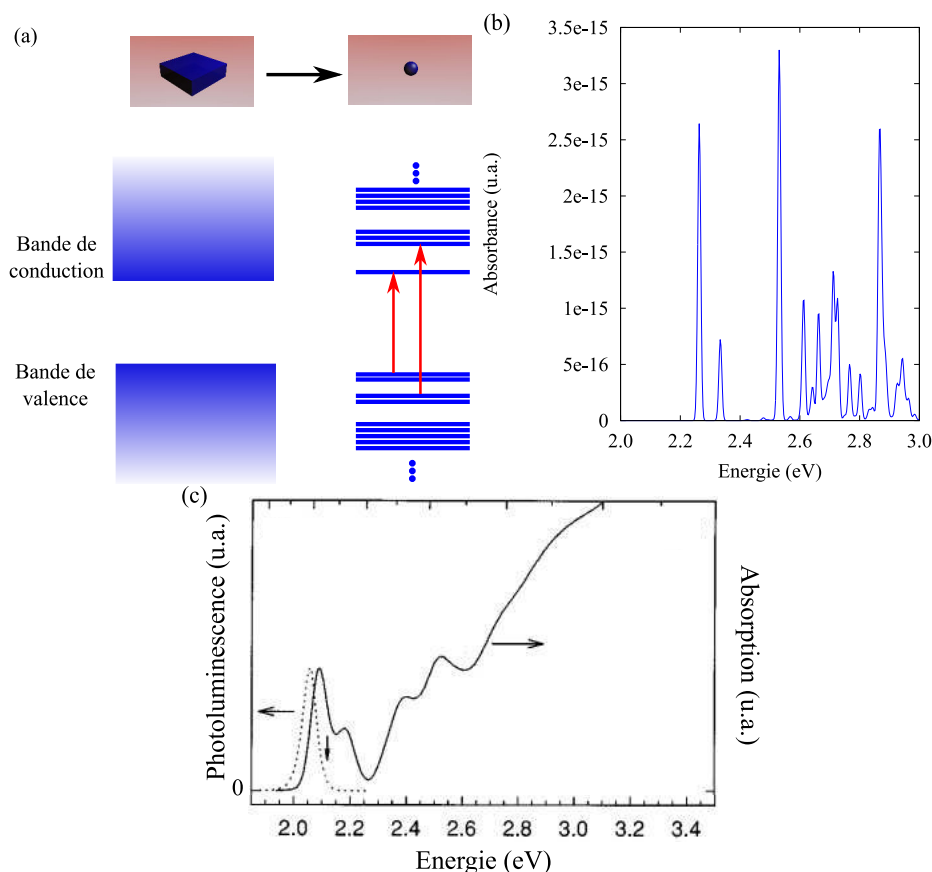 (a)
Bande de
conduction
Bande de
valence
(b)
Absorbance (u.a.)
3.5e-15
3e-15
2.5e-15
2e-15
1.5e-15
1e-15
5e-16
0
2.0
2.2
2.4
2.6
2.8
3.0
Energie (eV)
(c)
Photoluminescence (u.a.)
0
Absorption (u.a.)
2.0
2.2
2.4
2.6
2.8
3.0
3.2
3.4
Energie (eV)